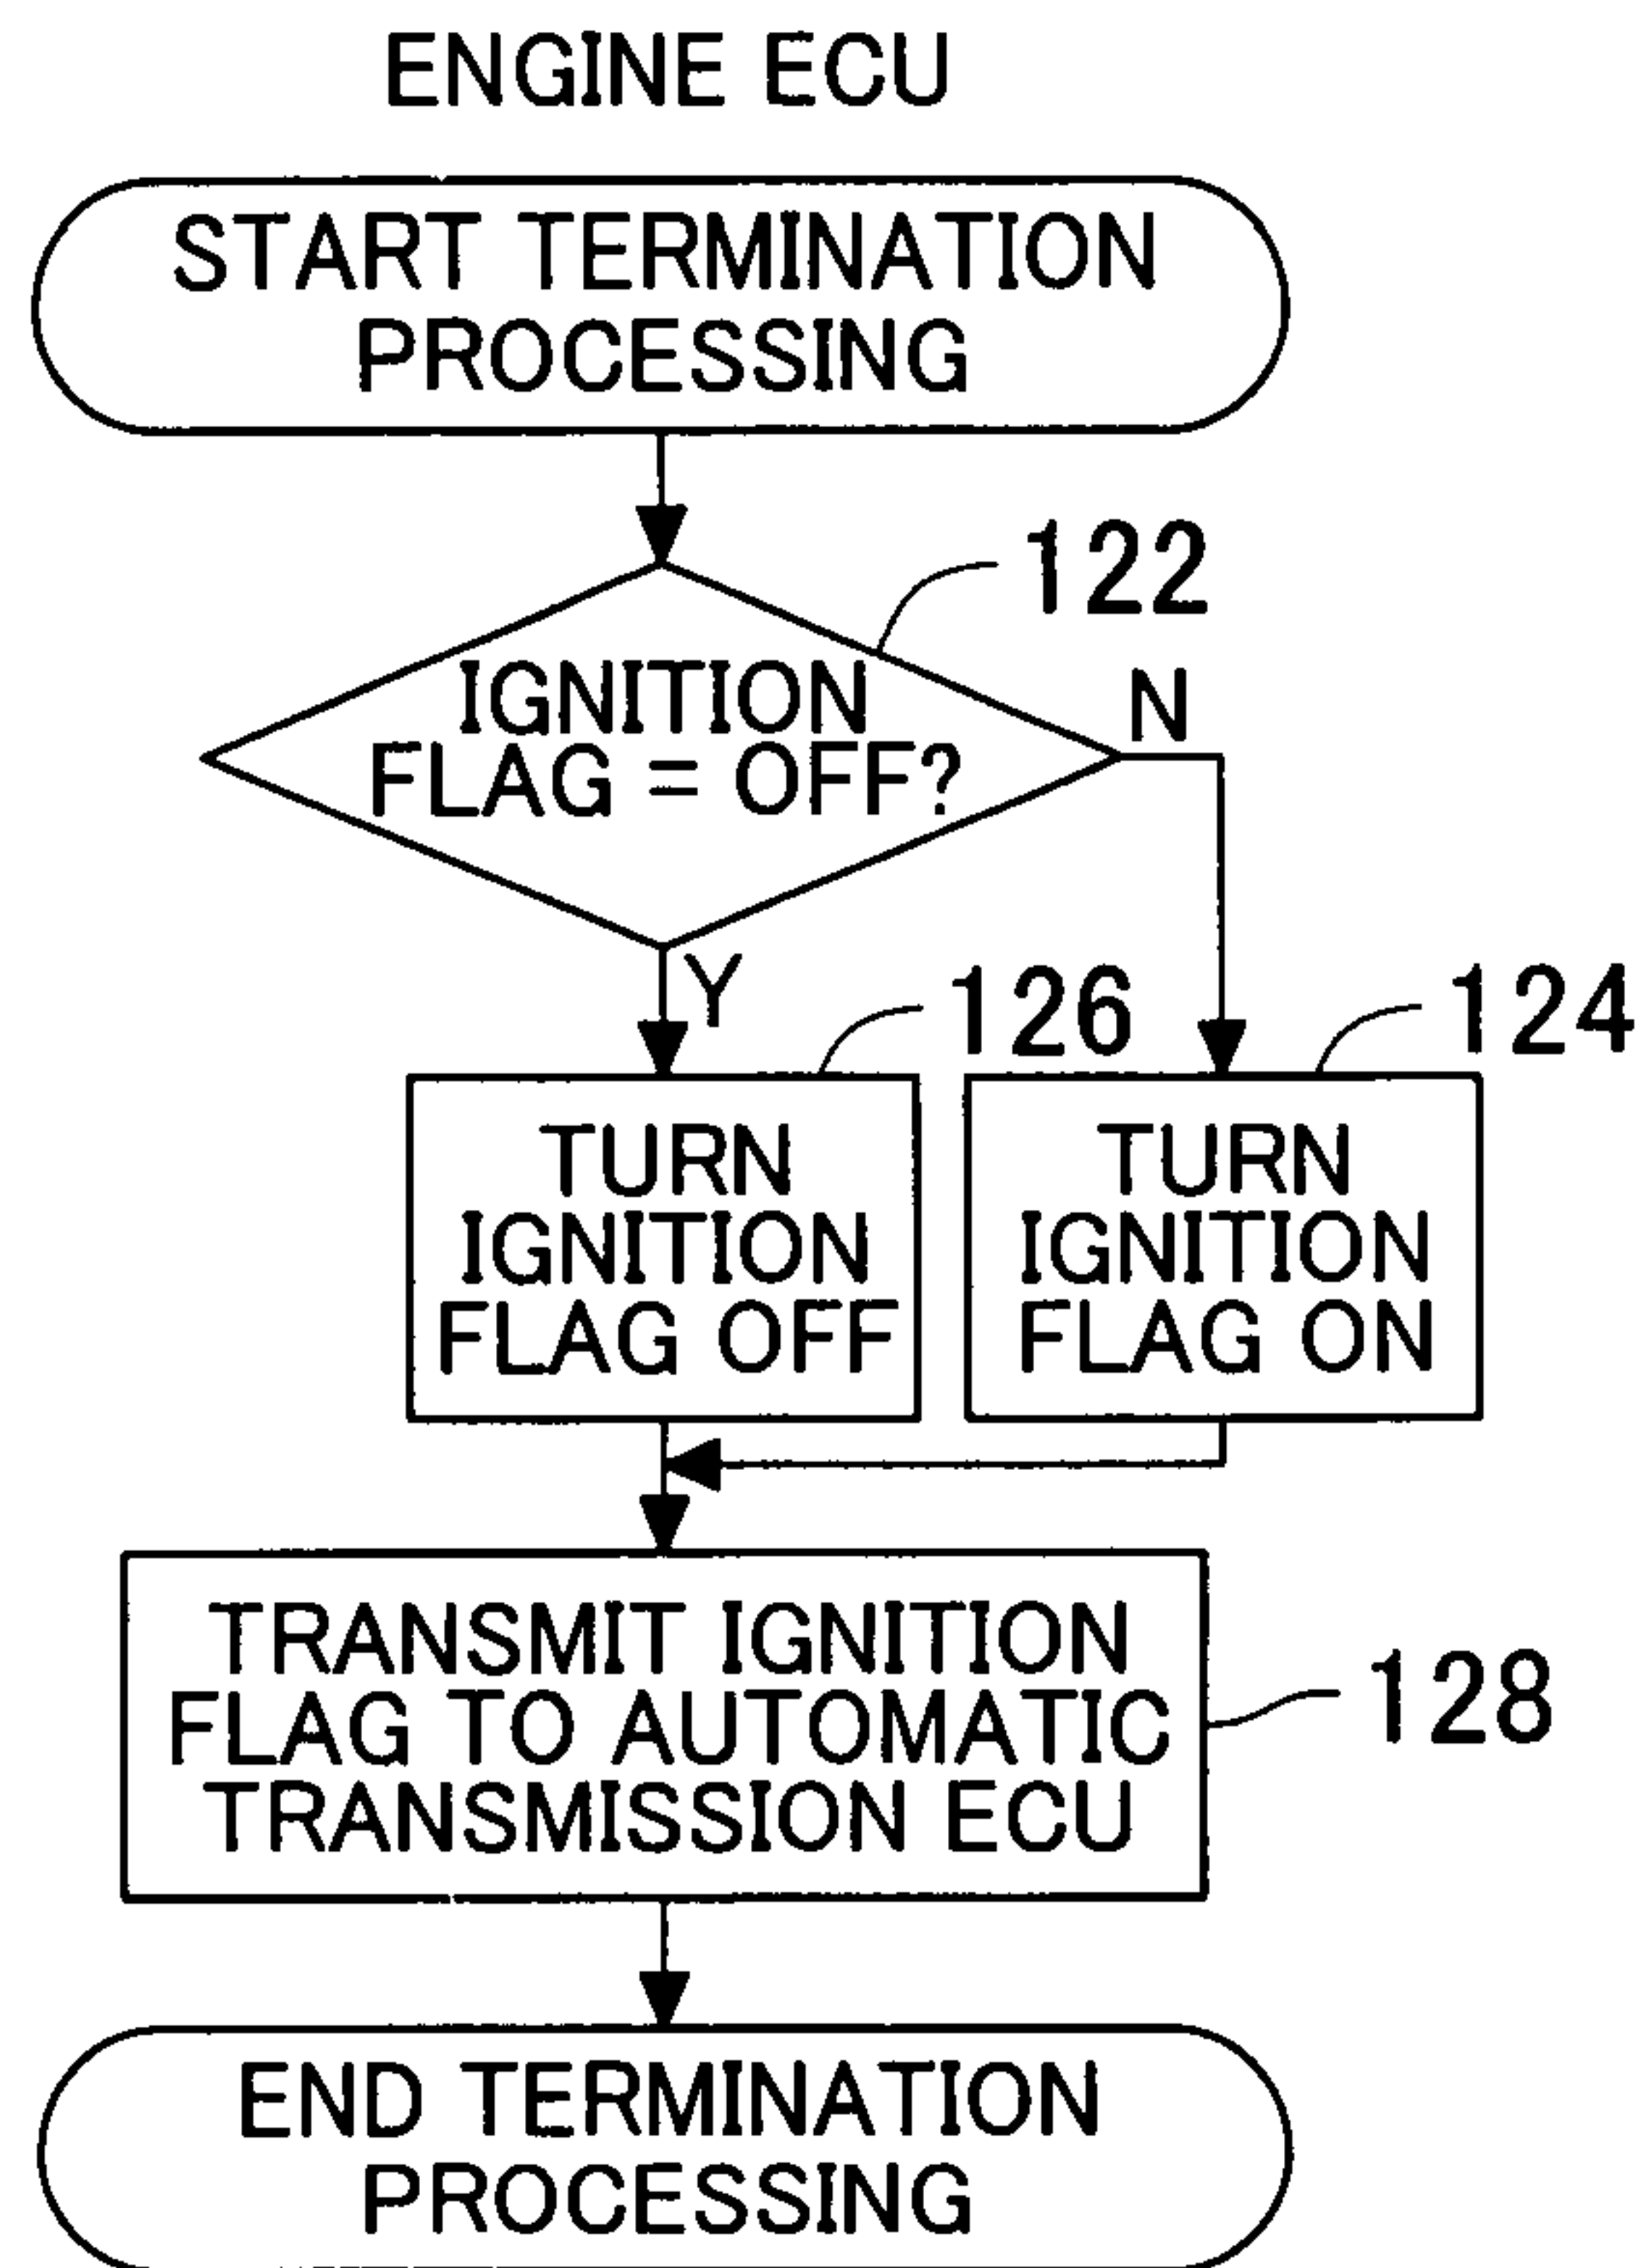 ENGINE ECU
START TERMINATION
PROCESSING
122
IGNITION
FLAG = OFF?
N
Y
126
124
TURN
IGNITION
FLAG OFF
TURN
IGNITION
FLAG ON
TRANSMIT IGNITION
FLAG TO AUTOMATIC
TRANSMISSION ECU
128
END TERMINATION
PROCESSING